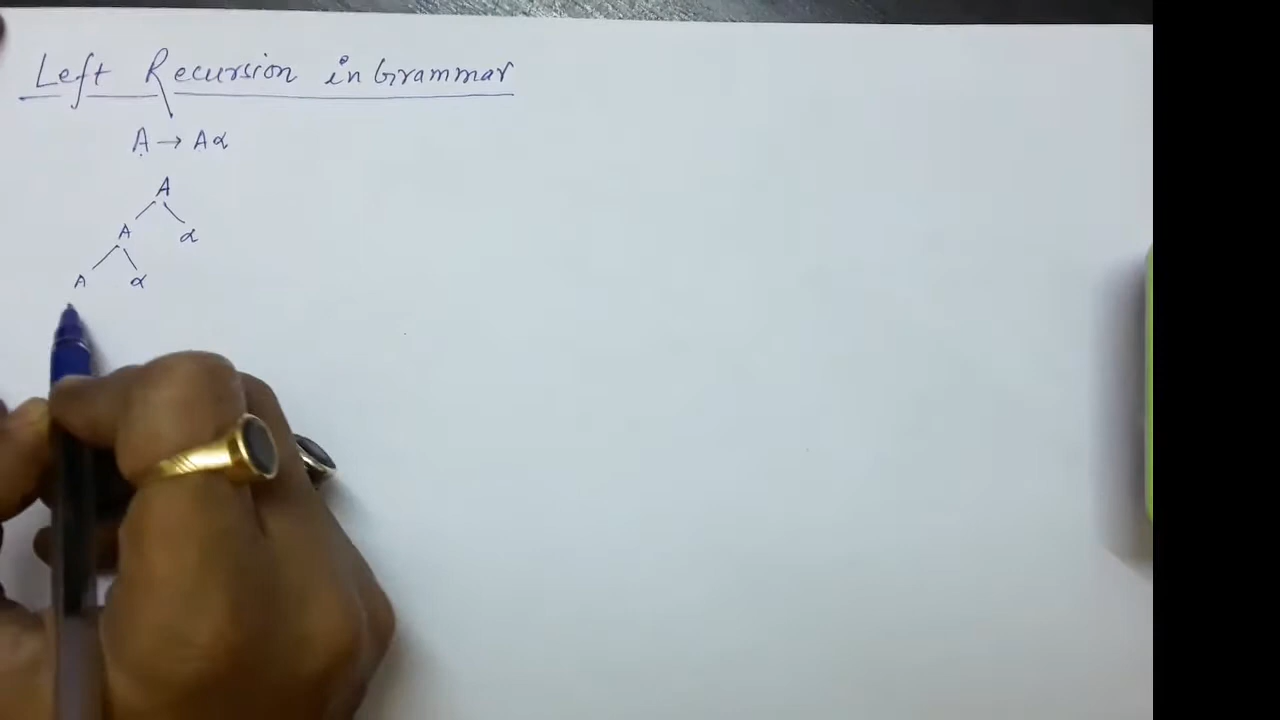 Left Recursion in Grammar
A → Aα
A
A α
A α